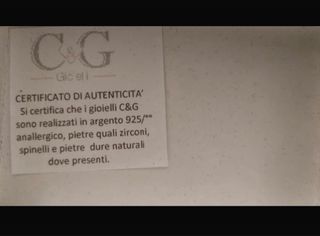 C&G
Gioielli
CERTIFICATO DI AUTENTICITA'
Si certifica che i gioielli C&G
sono realizzati in argento 925/°°
anallergico, pietre quali zirconi,
spinelli e pietre dure naturali
dove presenti.